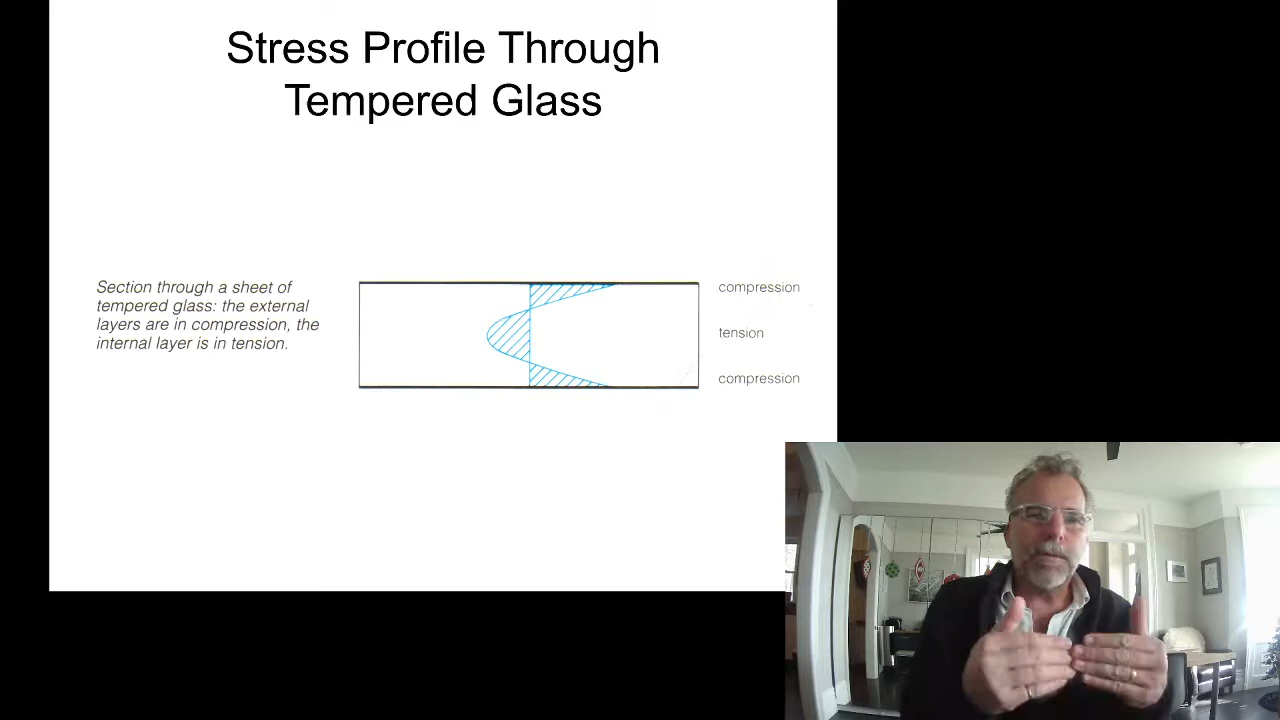 Stress Profile Through
Tempered Glass
Section through a sheet of
tempered glass: the external
layers are in compression, the
internal layer is in tension.
compression
tension
compression